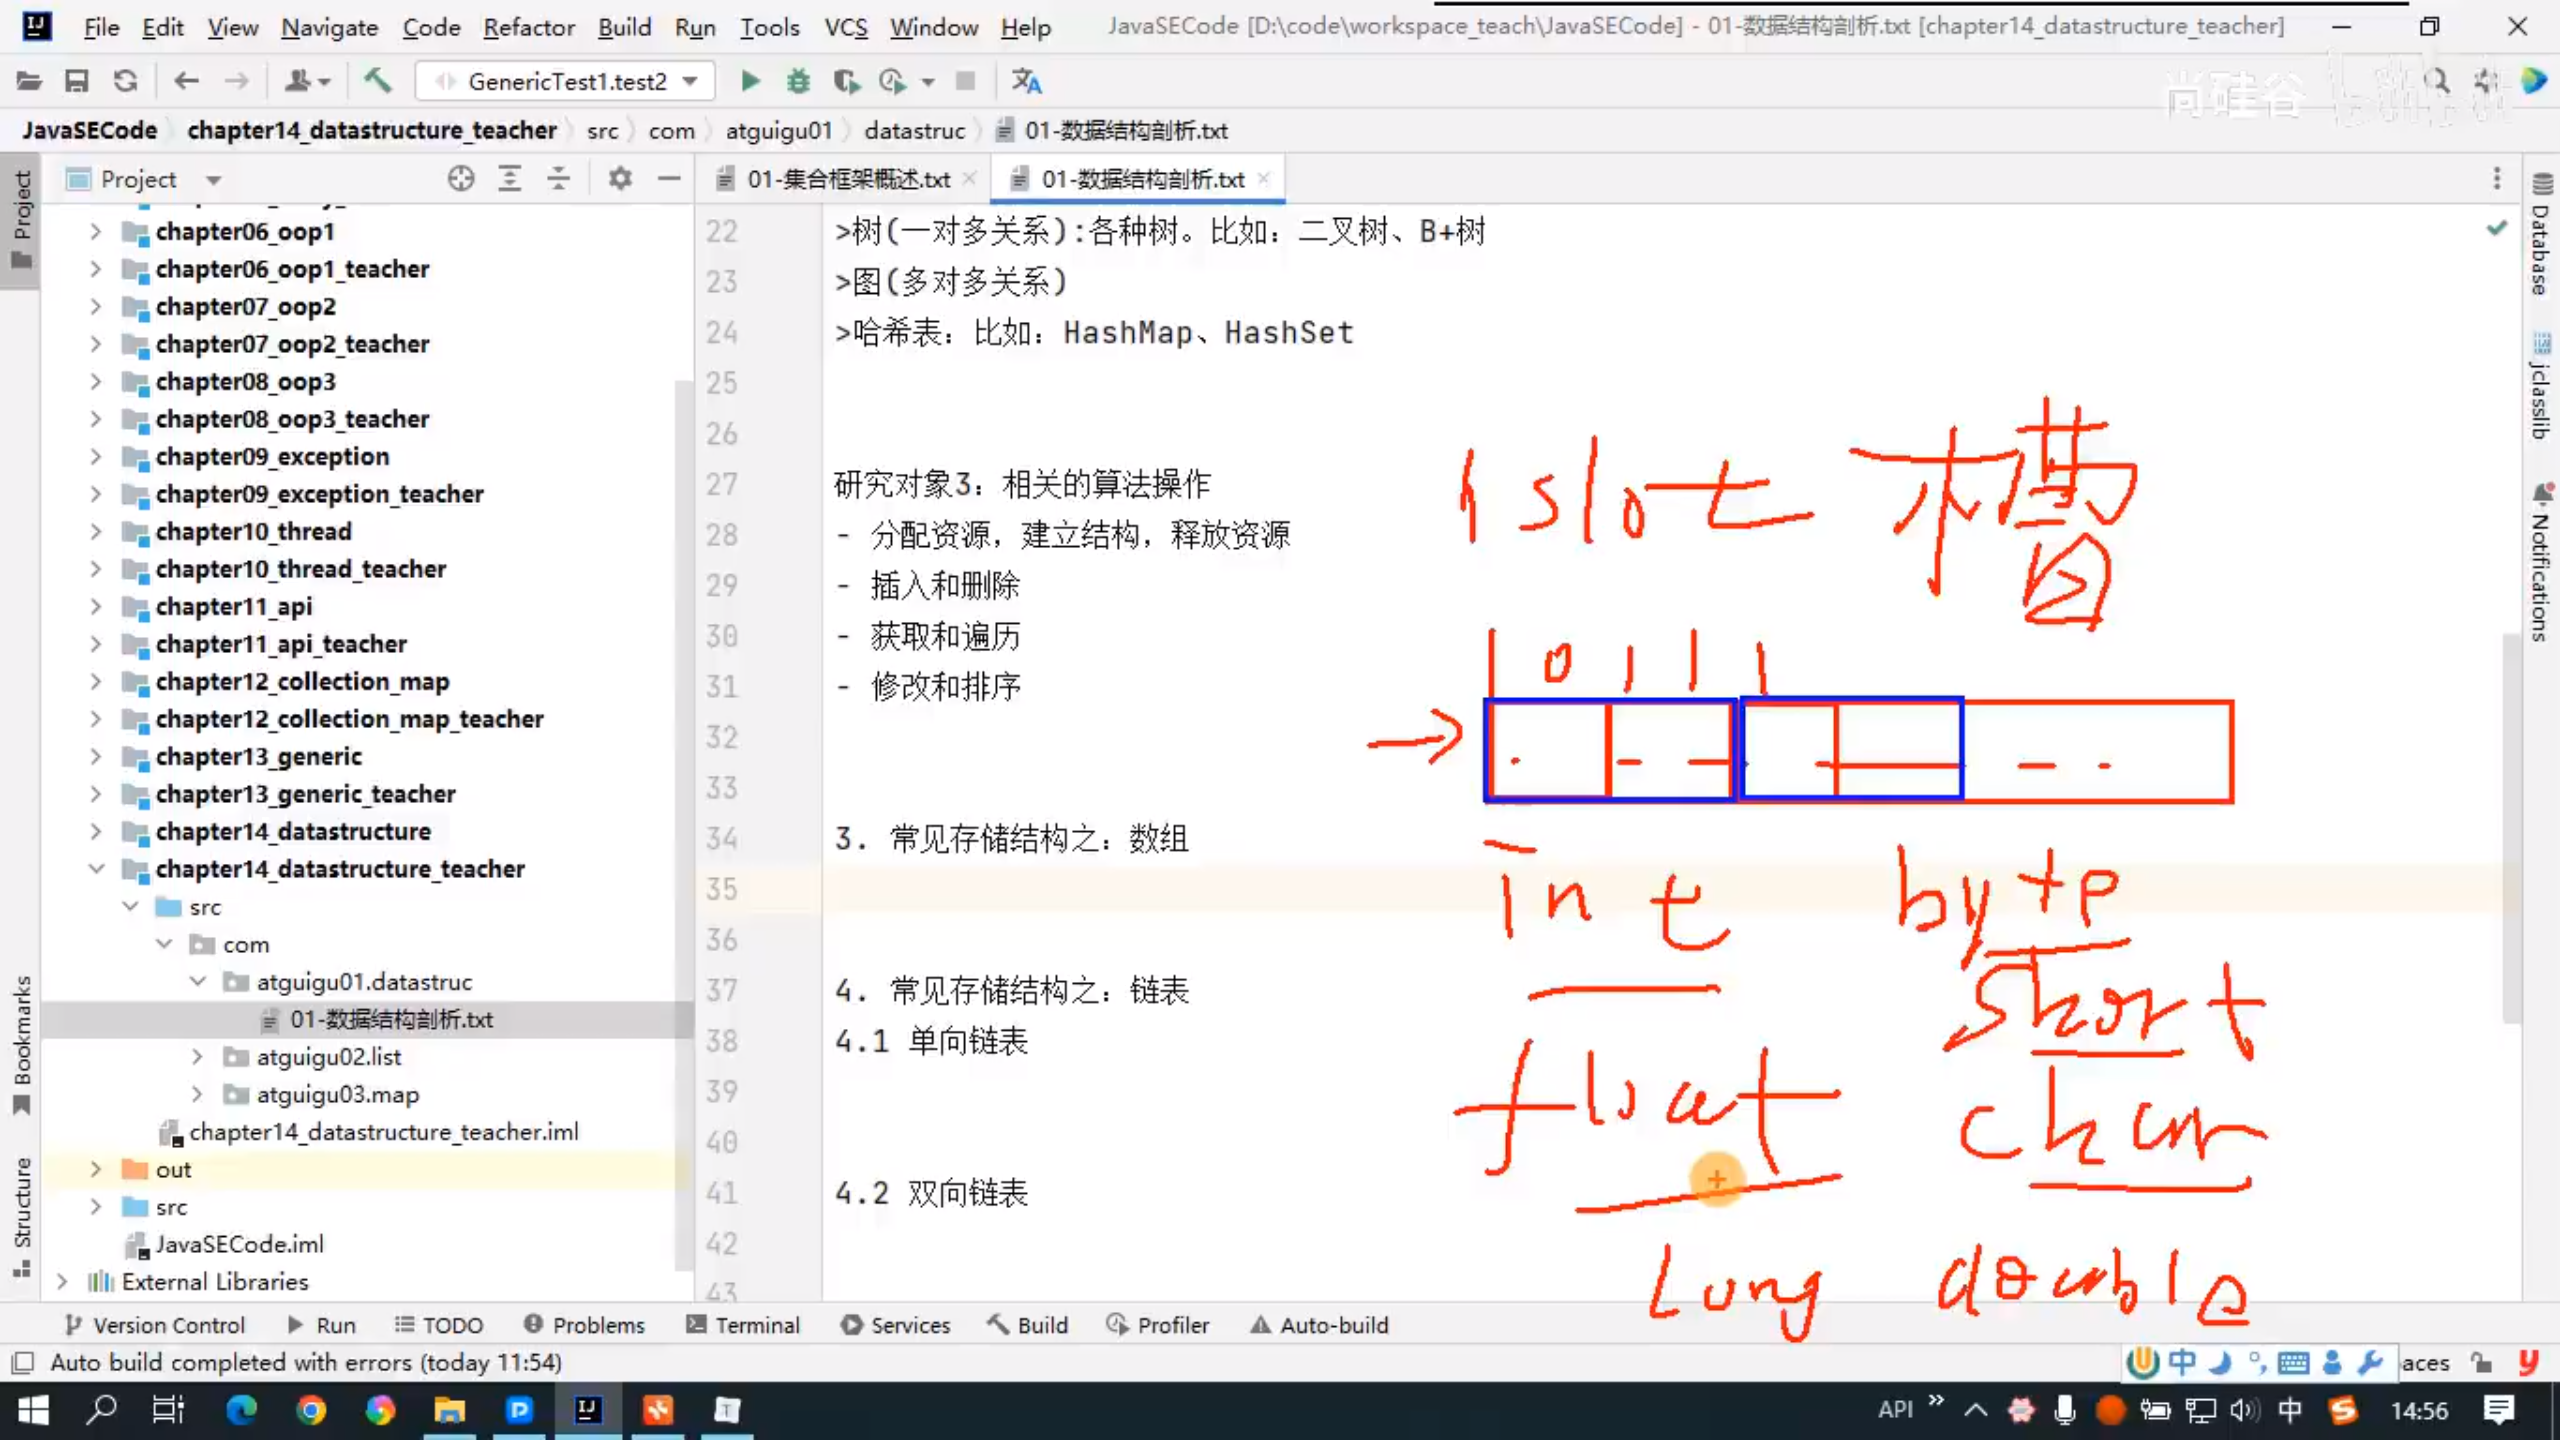 File Edit View Navigate Code Refactor Build Run Tools VCS Window Help JavaSECode [D:\code\workspace_teach\JavaSECode] - 01-数据结构剖析.txt [chapter14_datastructure_teacher]
GenericTest1.test2
尚硅谷
JavaSECode chapter14_datastructure_teacher src com atguigu01 datastruc 01-数据结构剖析.txt
Project
Project
01-集合框架概述.txt
01-数据结构剖析.txt
chapter06_oop1
chapter06_oop1_teacher
chapter07_oop2
chapter07_oop2_teacher
chapter08_oop3
chapter08_oop3_teacher
chapter09_exception
chapter09_exception_teacher
chapter10_thread
chapter10_thread_teacher
chapter11_api
chapter11_api_teacher
chapter12_collection_map
chapter12_collection_map_teacher
chapter13_generic
chapter13_generic_teacher
chapter14_datastructure
chapter14_datastructure_teacher
src
com
atguigu01.datastruc
01-数据结构剖析.txt
atguigu02.list
atguigu03.map
chapter14_datastructure_teacher.iml
out
src
JavaSECode.iml
External Libraries
Bookmarks
Structure
22 >树(一对多关系):各种树。比如：二叉树、B+树
23 >图(多对多关系)
24 >哈希表：比如：HashMap、HashSet
25
26
27 研究对象3：相关的算法操作
28 - 分配资源，建立结构，释放资源
29 - 插入和删除
30 - 获取和遍历
31 - 修改和排序
32
33
34 3. 常见存储结构之：数组
35
36
37 4. 常见存储结构之：链表
38 4.1 单向链表
39
40
41 4.2 双向链表
42
43
slot 槽
1 0 1 1 1
int byte
short
float char
long double
Database
jclasslib
Notifications
Version Control Run TODO Problems Terminal Services Build Profiler Auto-build
Auto build completed with errors (today 11:54)
中
aces
API 中 14:56